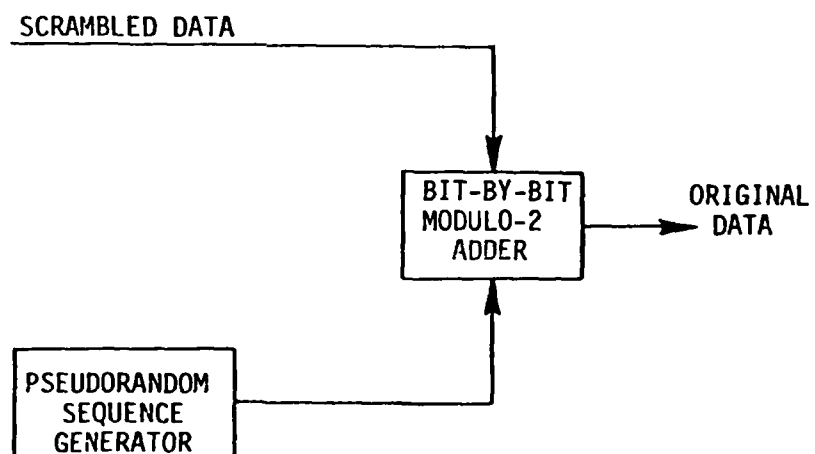 SCRAMBLED DATA
BIT-BY-BIT
MODULO-2
ADDER
ORIGINAL
DATA
PSEUDORANDOM
SEQUENCE
GENERATOR